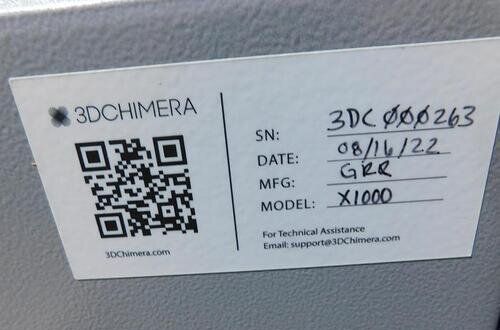 3DCHIMERA
3DChimera.com
SN: 3DC000263
DATE: 08/16/22
MFG: GRR
MODEL: X1000
For Technical Assistance
Email: support@3DChimera.com